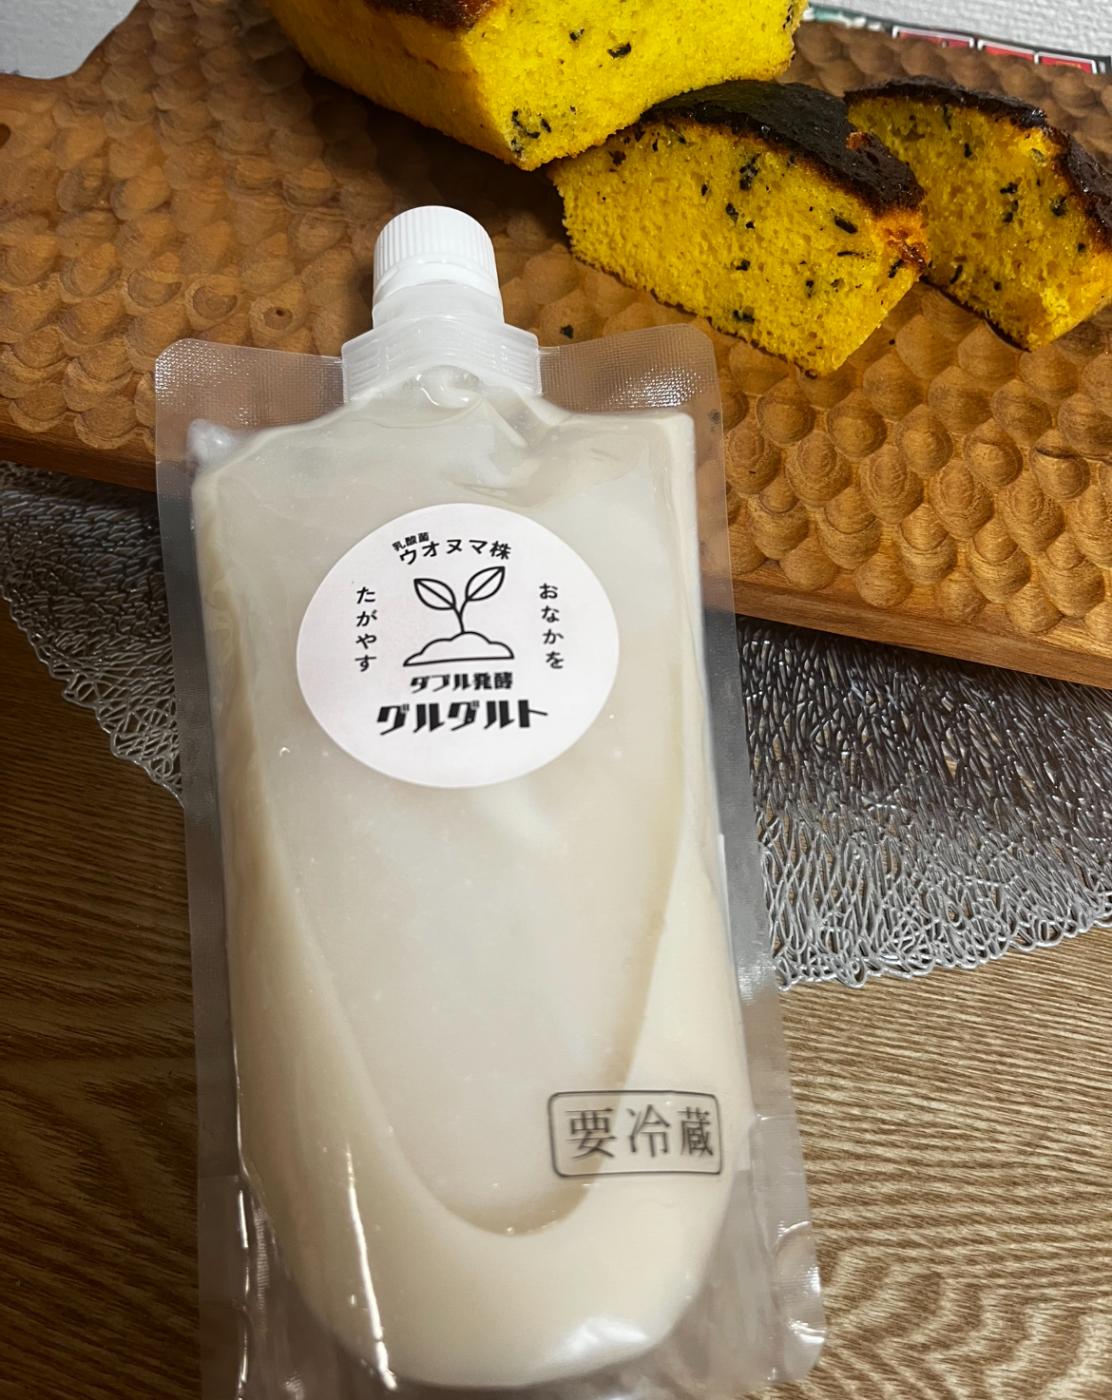 乳酸菌
ウオヌマ株
おなかを
たがやす
ダブル発酵
グルグルト
要冷蔵